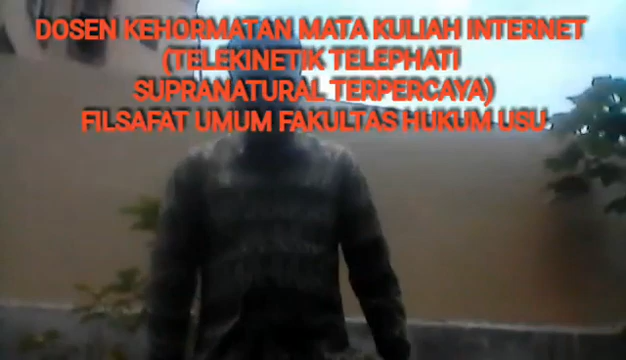 DOSEN KEHORMATAN MATA KULIAH INTERNET
(TELEKINETIK TELEPHATI
SUPRANATURAL TERPERCAYA)
FILSAFAT UMUM FAKULTAS HUKUM USU